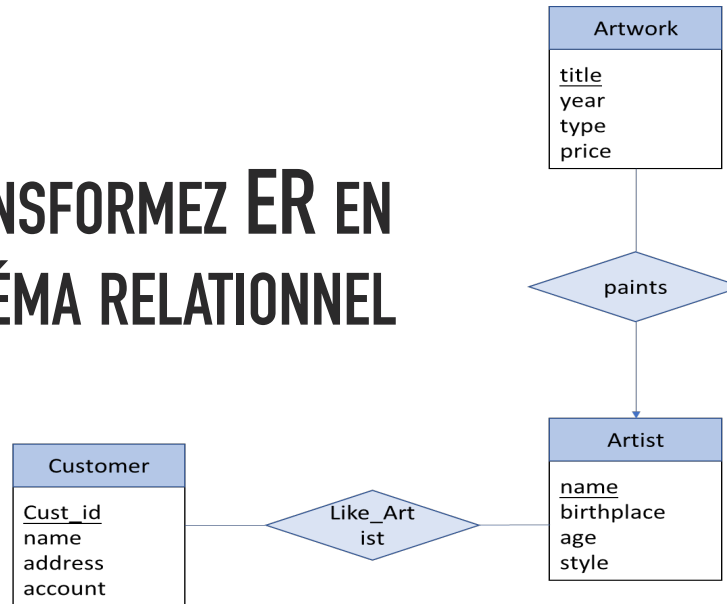 NSFORMEZ ER EN
ÉMA RELATIONNEL
Artwork
title
year
type
price
paints
Artist
name
birthplace
age
style
Customer
Cust_id
name
address
account
Like_Art
ist